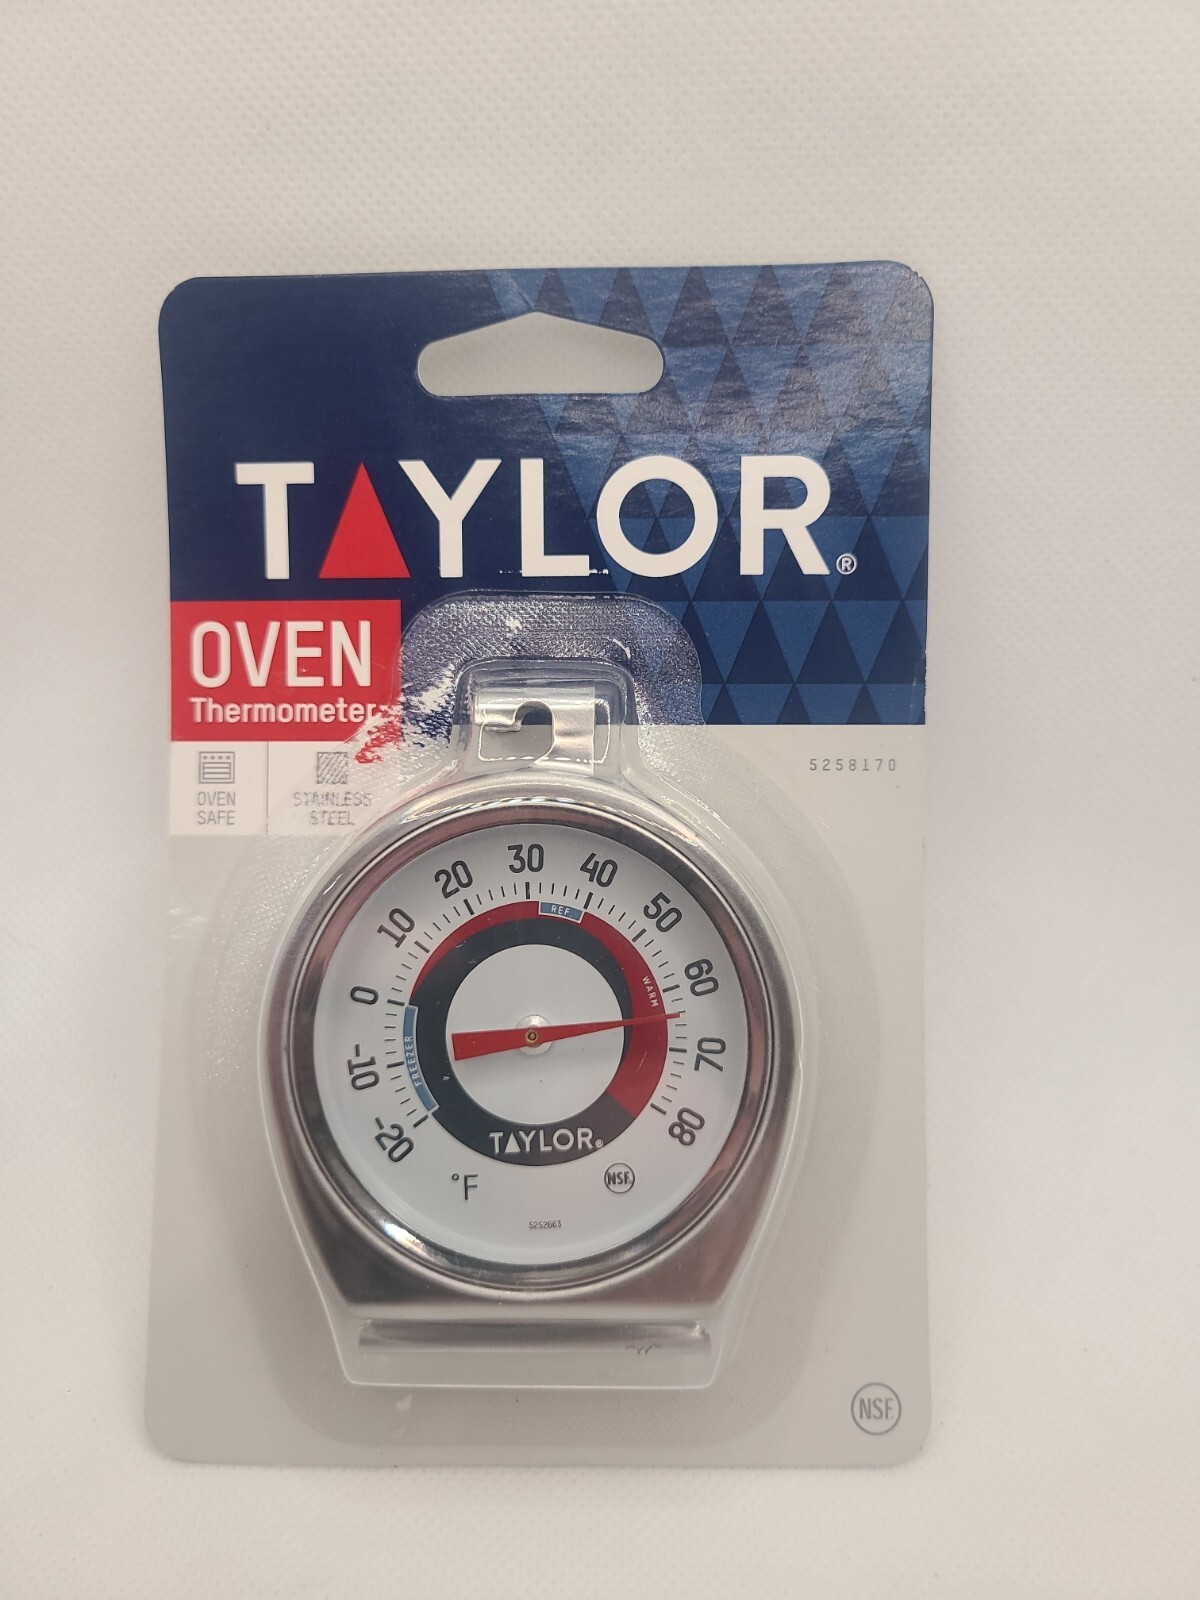 TAYLOR®
OVEN
Thermometer
OVEN
SAFE
STAINLESS
STEEL
5258170
-20
-10
0
10
20
30
40
50
60
70
80
FREEZER
REF.
WARM
TAYLOR®
°F
NSF.
5252663
NSF.